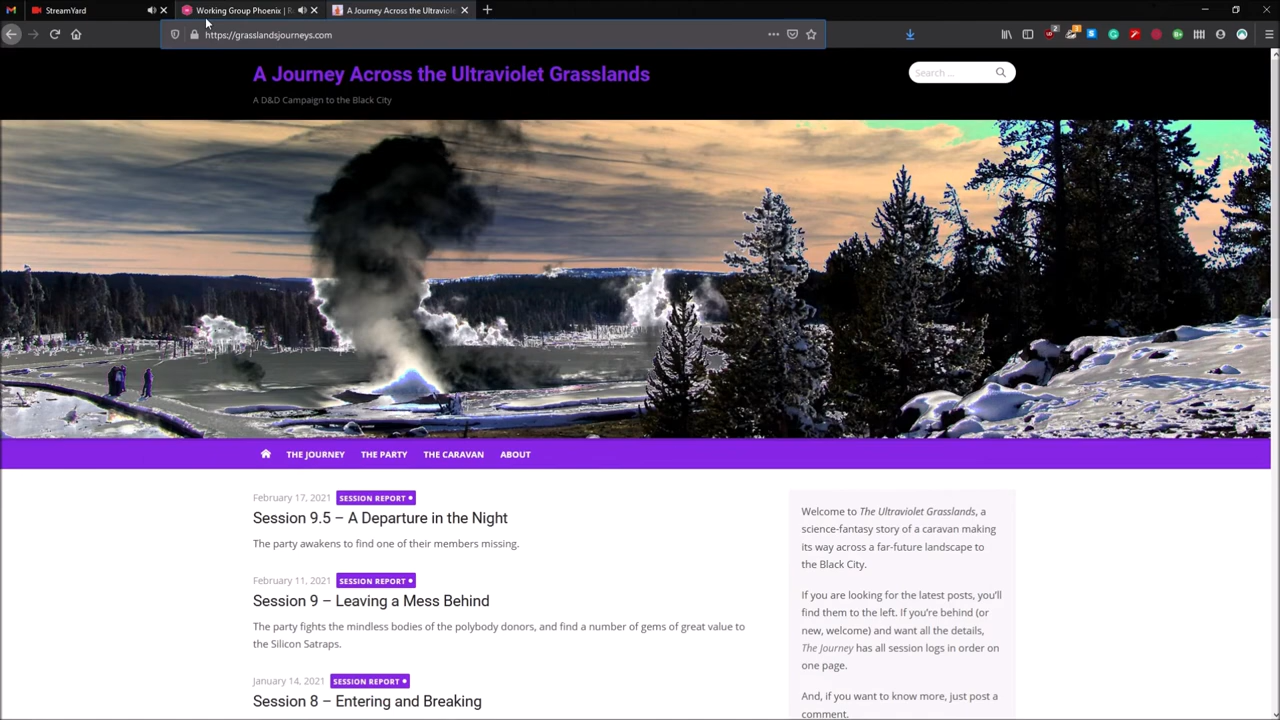 StreamYard
Working Group Phoenix | R
A Journey Across the Ultraviole
https://grasslandsjourneys.com
A Journey Across the Ultraviolet Grasslands
A D&D Campaign to the Black City
Search ...
THE JOURNEY THE PARTY THE CARAVAN ABOUT
February 17, 2021 SESSION REPORT
Session 9.5 – A Departure in the Night
The party awakens to find one of their members missing.
February 11, 2021 SESSION REPORT
Session 9 – Leaving a Mess Behind
The party fights the mindless bodies of the polybody donors, and find a number of gems of great value to
the Silicon Satraps.
January 14, 2021 SESSION REPORT
Session 8 – Entering and Breaking
Welcome to The Ultraviolet Grasslands, a
science-fantasy story of a caravan making
its way across a far-future landscape to
the Black City.
If you are looking for the latest posts, you'll
find them to the left. If you're behind (or
new, welcome) and want all the details,
The Journey has all session logs in order on
one page.
And, if you want to know more, just post a
comment.